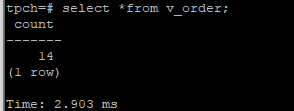 tpch=# select *from v_order;
count
-------
14
(1 row)
Time: 2.903 ms